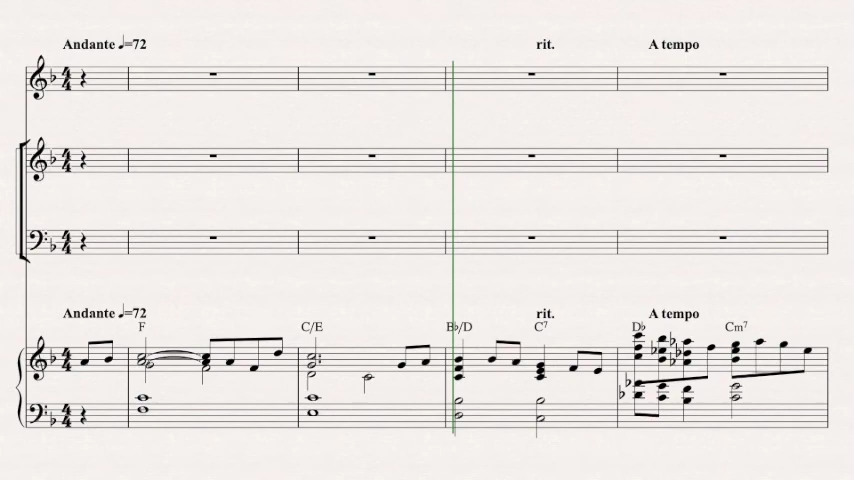 Andante ♩=72 rit. A tempo
Andante ♩=72 rit. A tempo
F C/E B♭/D C7 D♭ Cm7